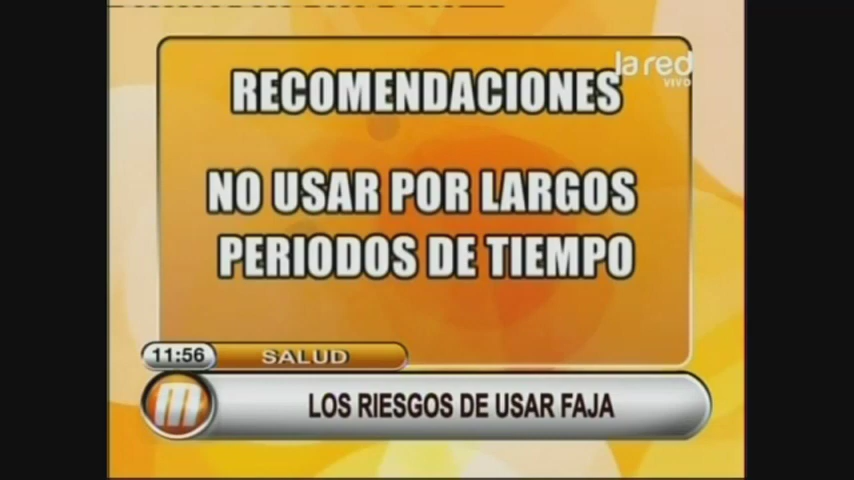 la red
VIVO
RECOMENDACIONES
NO USAR POR LARGOS
PERIODOS DE TIEMPO
11:56
SALUD
m
LOS RIESGOS DE USAR FAJA